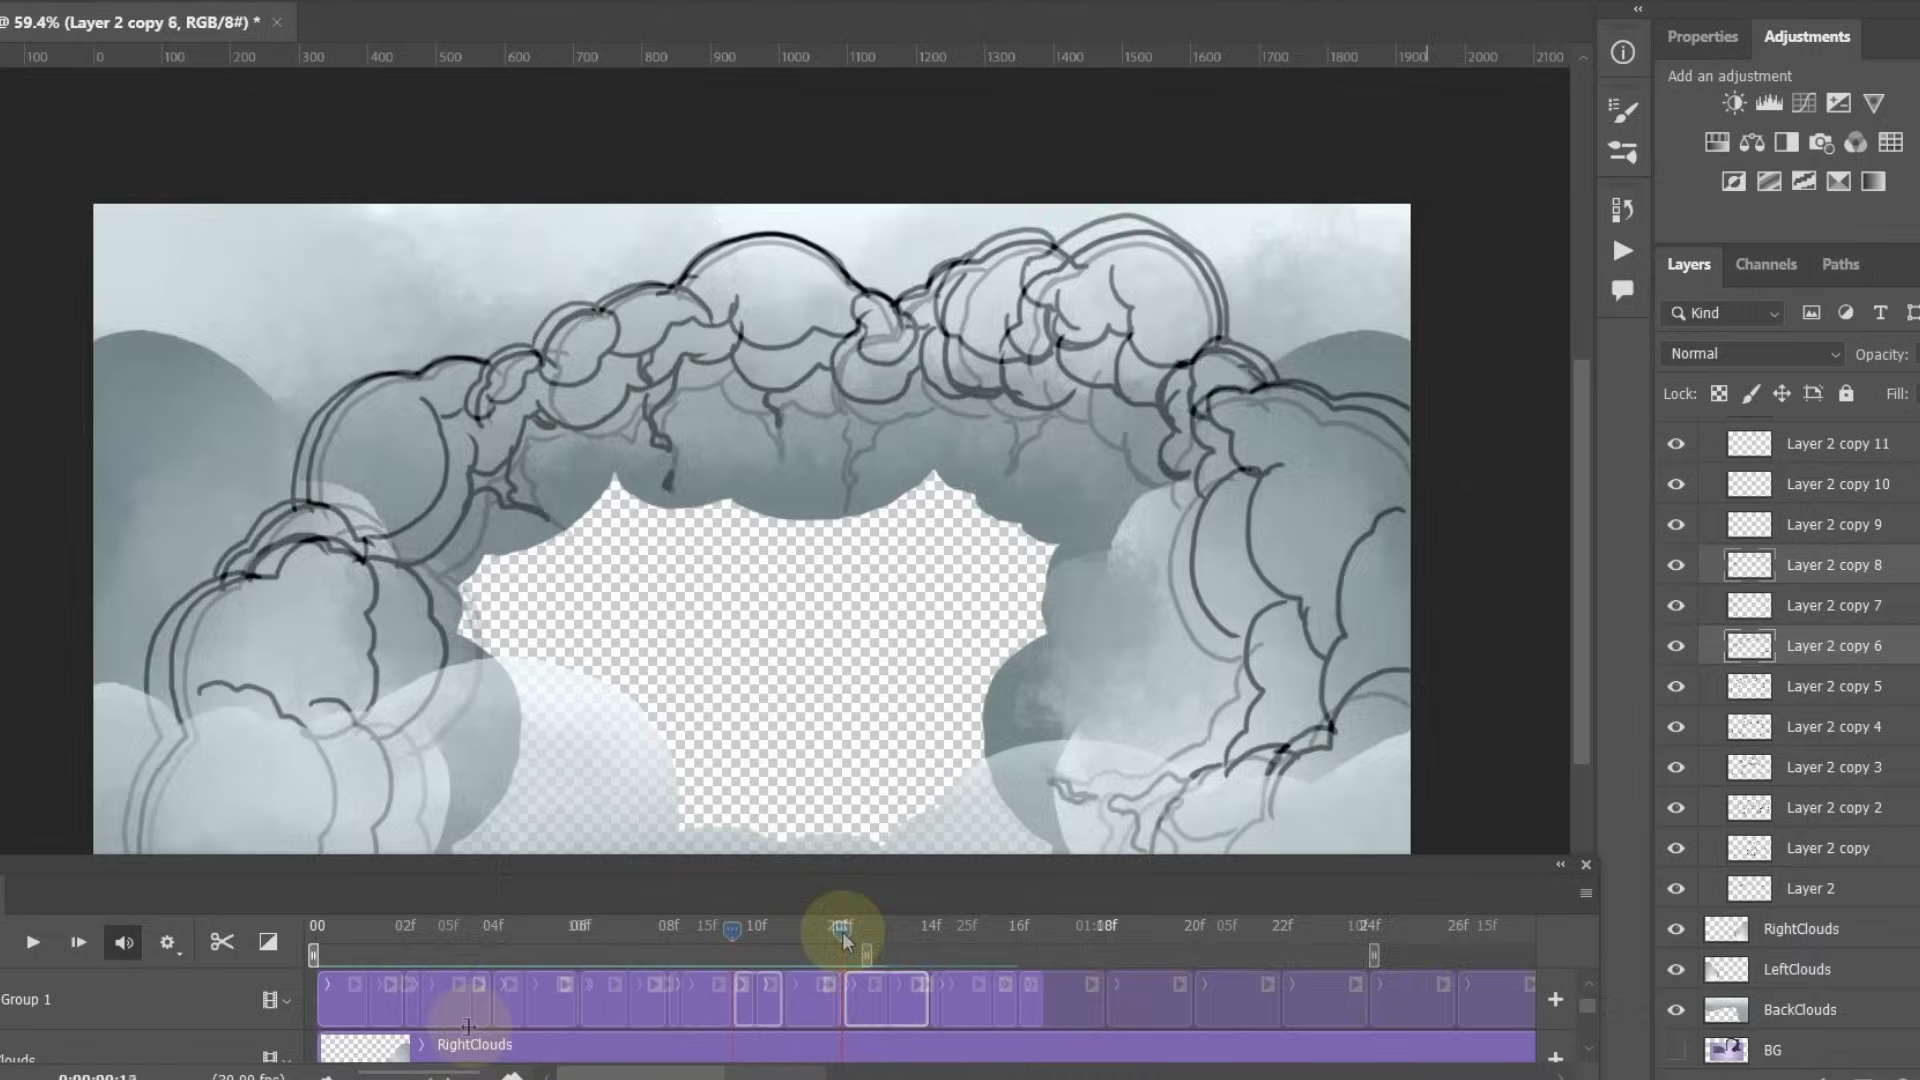 @ 59.4% (Layer 2 copy 6, RGB/8#) *
100 0 100 200 300 400 500 600 700 800 900 1000 1100 1200 1300 1400 1500 1600 1700 1800 1900 2000 2100
Properties Adjustments
Add an adjustment
Layers Channels Paths
Kind
Normal Opacity:
Lock: Fill:
Layer 2 copy 11
Layer 2 copy 10
Layer 2 copy 9
Layer 2 copy 8
Layer 2 copy 7
Layer 2 copy 6
Layer 2 copy 5
Layer 2 copy 4
Layer 2 copy 3
Layer 2 copy 2
Layer 2 copy
Layer 2
RightClouds
LeftClouds
BackClouds
BG
00 02f 05f 04f 08f 15f 10f 14f 25f 16f 18f 20f 05f 22f 24f 26f 15f
Group 1
RightClouds